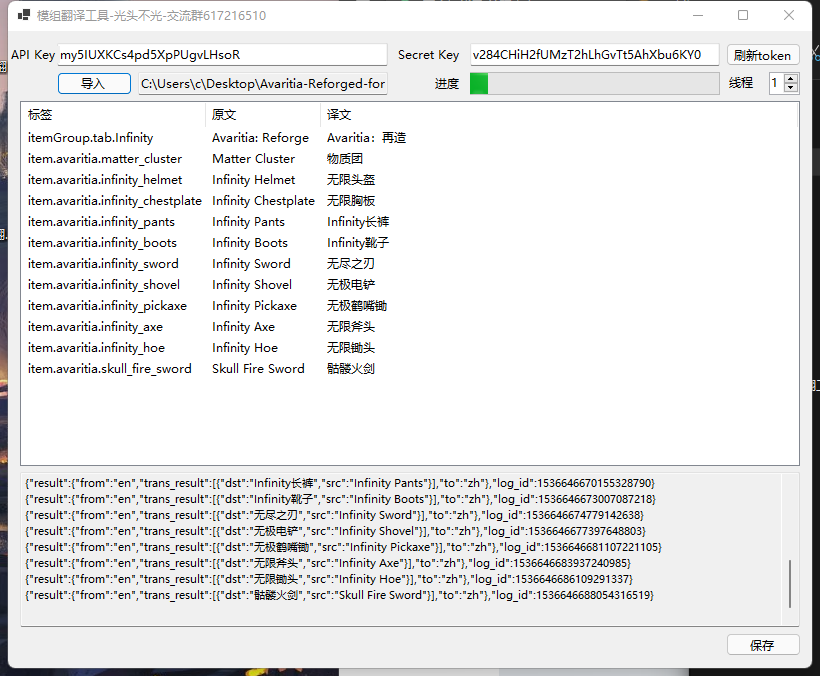 模组翻译工具-光头不光-交流群617216510
API Key my5IUXKCs4pd5XpPUgvLHsoR Secret Key v284CHiH2fUMzT2hLhGvTt5AhXbu6KY0 刷新token
导入 C:\Users\c\Desktop\Avaritia-Reforged-for 进度 线程 1
标签 原文 译文
itemGroup.tab.Infinity Avaritia: Reforge Avaritia：再造
item.avaritia.matter_cluster Matter Cluster 物质团
item.avaritia.infinity_helmet Infinity Helmet 无限头盔
item.avaritia.infinity_chestplate Infinity Chestplate 无限胸板
item.avaritia.infinity_pants Infinity Pants Infinity长裤
item.avaritia.infinity_boots Infinity Boots Infinity靴子
item.avaritia.infinity_sword Infinity Sword 无尽之刃
item.avaritia.infinity_shovel Infinity Shovel 无极电铲
item.avaritia.infinity_pickaxe Infinity Pickaxe 无极鹤嘴锄
item.avaritia.infinity_axe Infinity Axe 无限斧头
item.avaritia.infinity_hoe Infinity Hoe 无限锄头
item.avaritia.skull_fire_sword Skull Fire Sword 骷髅火剑
{"result":{"from":"en","trans_result":[{"dst":"Infinity长裤","src":"Infinity Pants"}],"to":"zh"},"log_id":1536646670155328790}
{"result":{"from":"en","trans_result":[{"dst":"Infinity靴子","src":"Infinity Boots"}],"to":"zh"},"log_id":1536646673007087218}
{"result":{"from":"en","trans_result":[{"dst":"无尽之刃","src":"Infinity Sword"}],"to":"zh"},"log_id":1536646674779142638}
{"result":{"from":"en","trans_result":[{"dst":"无极电铲","src":"Infinity Shovel"}],"to":"zh"},"log_id":1536646677397648803}
{"result":{"from":"en","trans_result":[{"dst":"无极鹤嘴锄","src":"Infinity Pickaxe"}],"to":"zh"},"log_id":1536646681107221105}
{"result":{"from":"en","trans_result":[{"dst":"无限斧头","src":"Infinity Axe"}],"to":"zh"},"log_id":1536646683937240985}
{"result":{"from":"en","trans_result":[{"dst":"无限锄头","src":"Infinity Hoe"}],"to":"zh"},"log_id":1536646686109291337}
{"result":{"from":"en","trans_result":[{"dst":"骷髅火剑","src":"Skull Fire Sword"}],"to":"zh"},"log_id":1536646688054316519}
保存